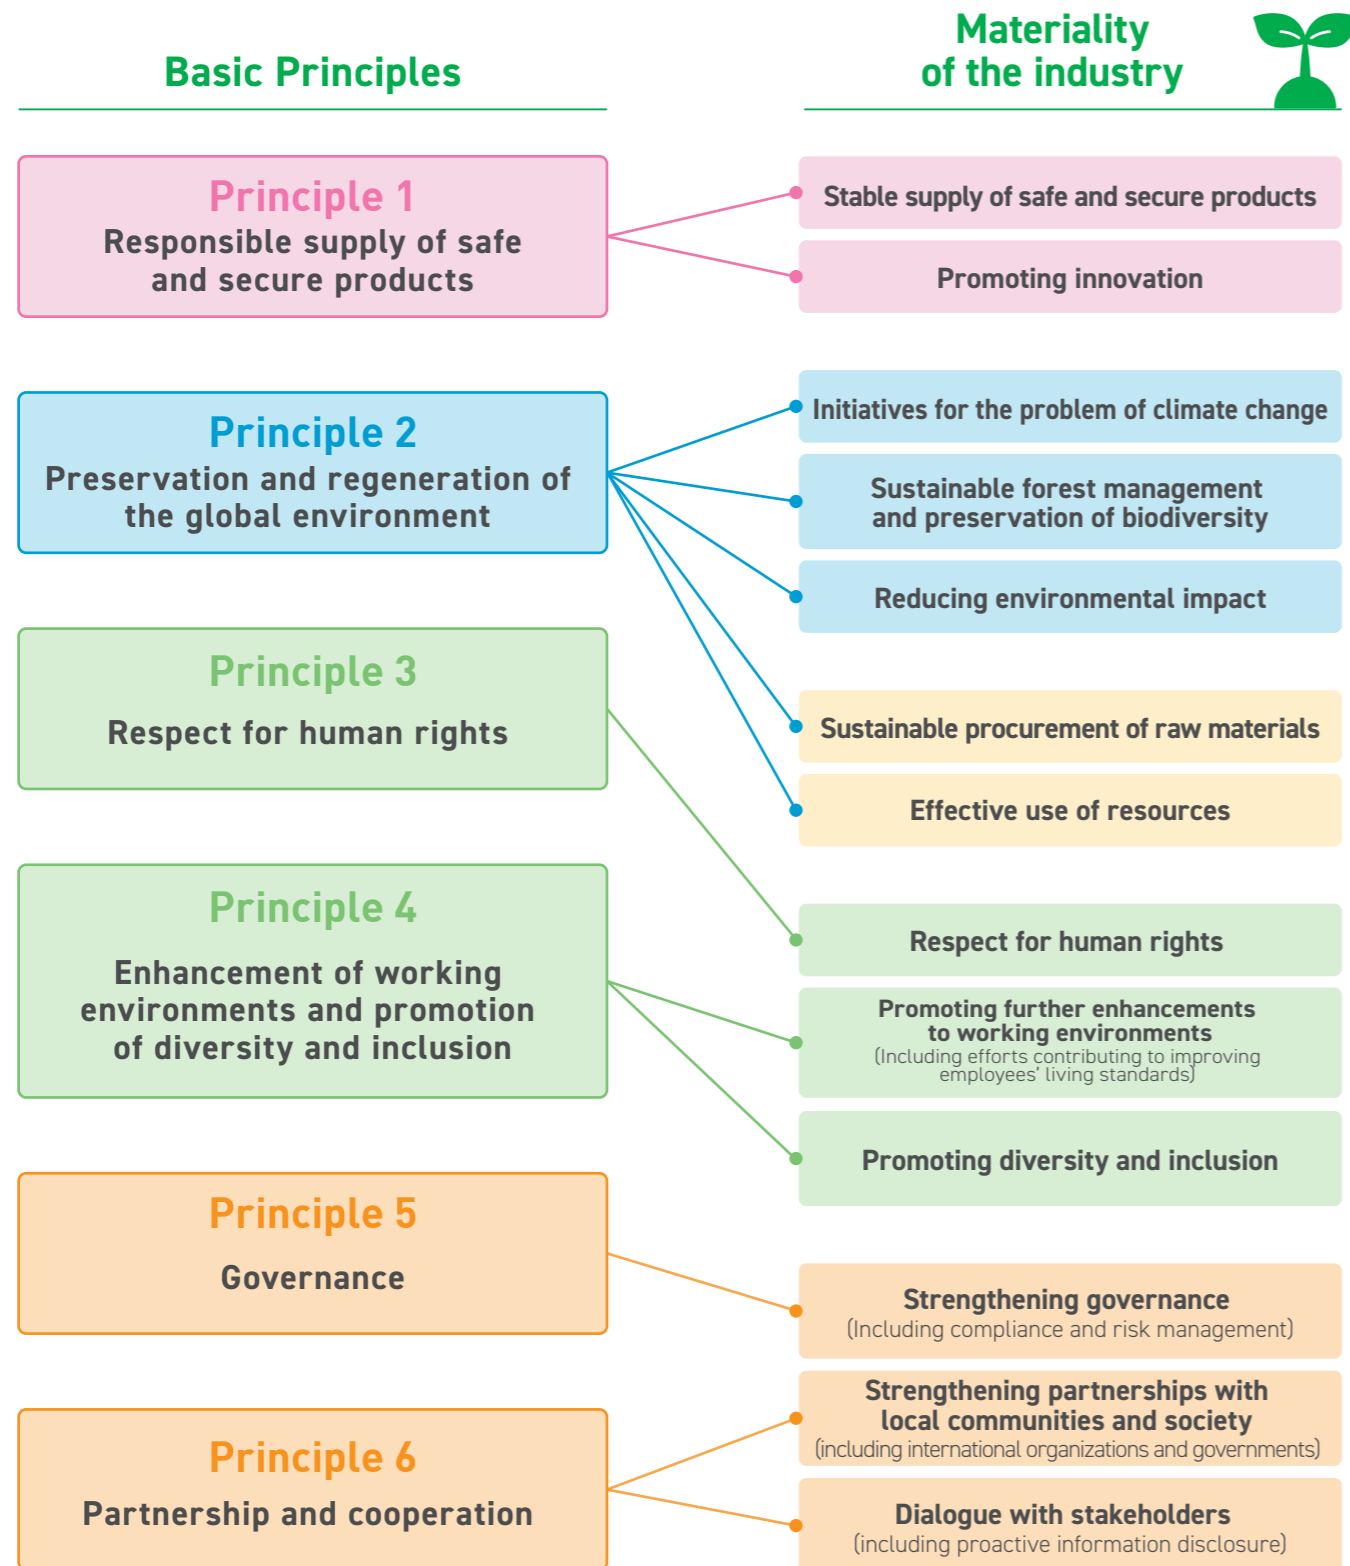 Basic Principles
Materiality
of the industry
Principle 1
Responsible supply of safe
and secure products
Stable supply of safe and secure products
Promoting innovation
Principle 2
Preservation and regeneration of
the global environment
Initiatives for the problem of climate change
Sustainable forest management
and preservation of biodiversity
Reducing environmental impact
Sustainable procurement of raw materials
Effective use of resources
Principle 3
Respect for human rights
Respect for human rights
Principle 4
Enhancement of working
environments and promotion
of diversity and inclusion
Promoting further enhancements
to working environments
(Including efforts contributing to improving
employees' living standards)
Promoting diversity and inclusion
Principle 5
Governance
Strengthening governance
(Including compliance and risk management)
Principle 6
Partnership and cooperation
Strengthening partnerships with
local communities and society
(including international organizations and governments)
Dialogue with stakeholders
(including proactive information disclosure)